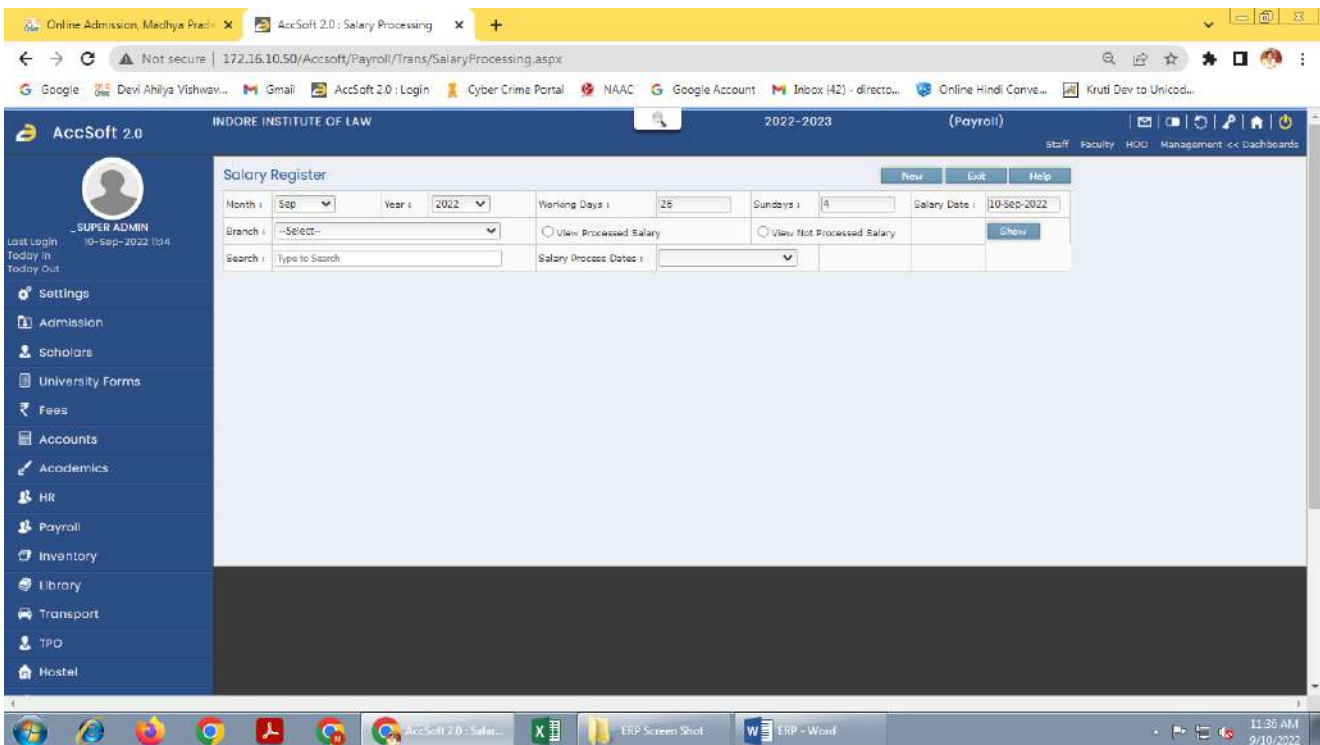 Online Admission, Madhya Prad
AccSoft 2.0 : Salary Processing
Not secure | 172.16.10.50/Accsoft/Payroll/Trans/SalaryProcessing.aspx
Google Devi Ahilya Vishwav... Gmail AccSoft 2.0 : Login Cyber Crime Portal NAAC Google Account Inbox (42) - directo... Online Hindi Conve... Kruti Dev to Unicod...
AccSoft 2.0
INDORE INSTITUTE OF LAW 2022-2023 (Payroll)
Staff Faculty HOD Management << Dashboards
_SUPER ADMIN
Last Login 10-Sep-2022 11:14
Today In
Today Out
Settings
Admission
Scholars
University Forms
Fees
Accounts
Academics
HR
Payroll
Inventory
Library
Transport
TPO
Hostel
Salary Register New Exit Help
Month : Sep Year : 2022 Working Days : 26 Sundays : 4 Salary Date : 10-Sep-2022
Branch : --Select-- View Processed Salary View Not Processed Salary Show
Search : Type to Search Salary Process Dates :
AccSoft 2.0 : Salar... ERP Screen Shot ERP - Word
11:36 AM
9/10/2022